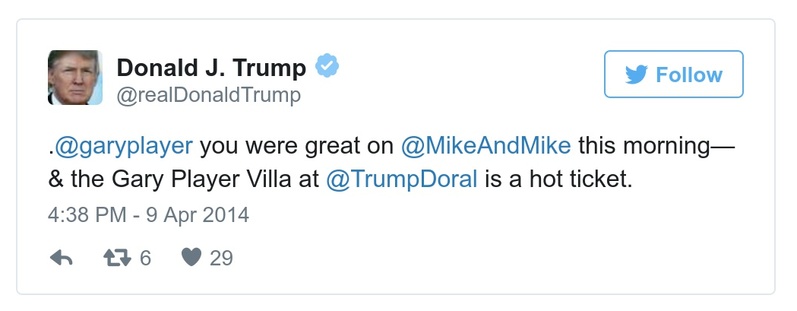 Donald J. Trump
@realDonaldTrump
Follow
.@garyplayer you were great on @MikeAndMike this morning—
& the Gary Player Villa at @TrumpDoral is a hot ticket.
4:38 PM - 9 Apr 2014
6 29